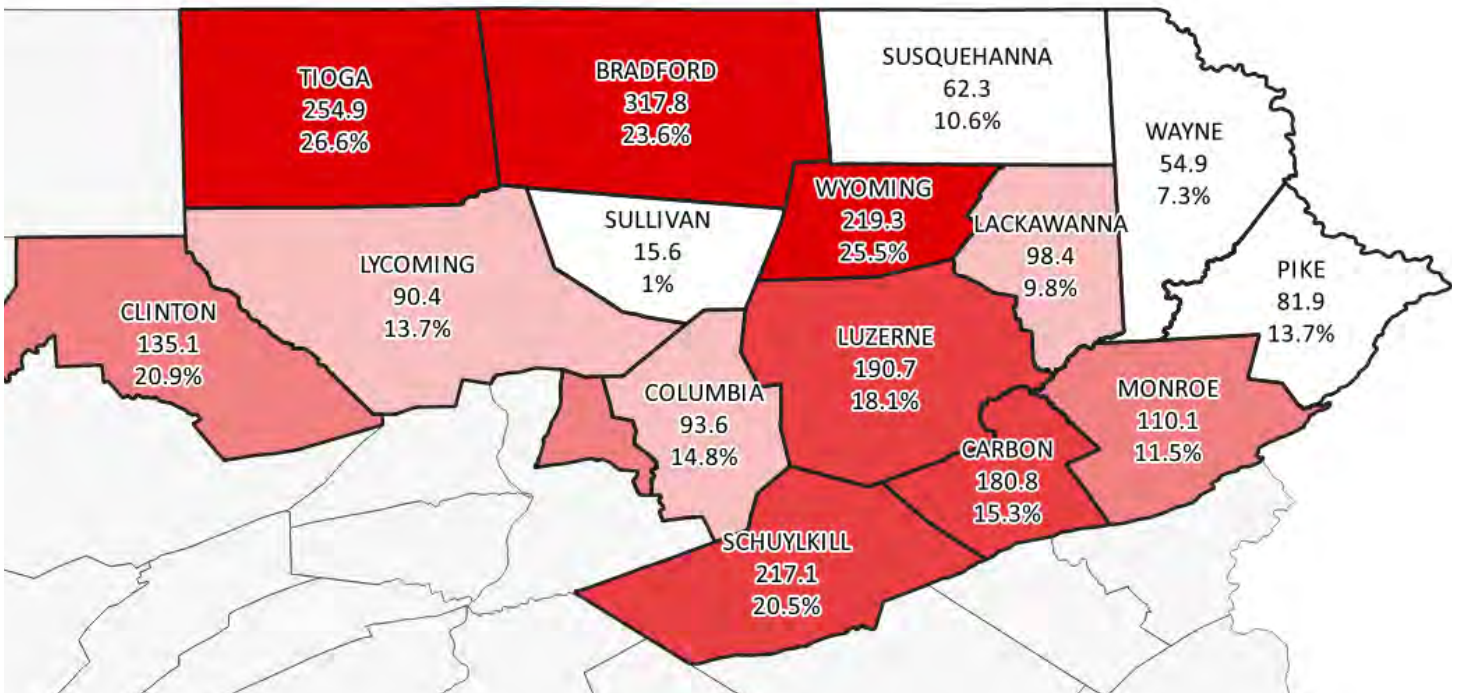 TIOGA
254.9
26.6%
BRADFORD
317.8
23.6%
SUSQUEHANNA
62.3
10.6%
WAYNE
54.9
7.3%
WYOMING
219.3
25.5%
SULLIVAN
15.6
1%
LACKAWANNA
98.4
9.8%
LYCOMING
90.4
13.7%
PIKE
81.9
13.7%
CLINTON
135.1
20.9%
LUZERNE
190.7
18.1%
COLUMBIA
93.6
14.8%
MONROE
110.1
11.5%
CARBON
180.8
15.3%
SCHUYLKILL
217.1
20.5%